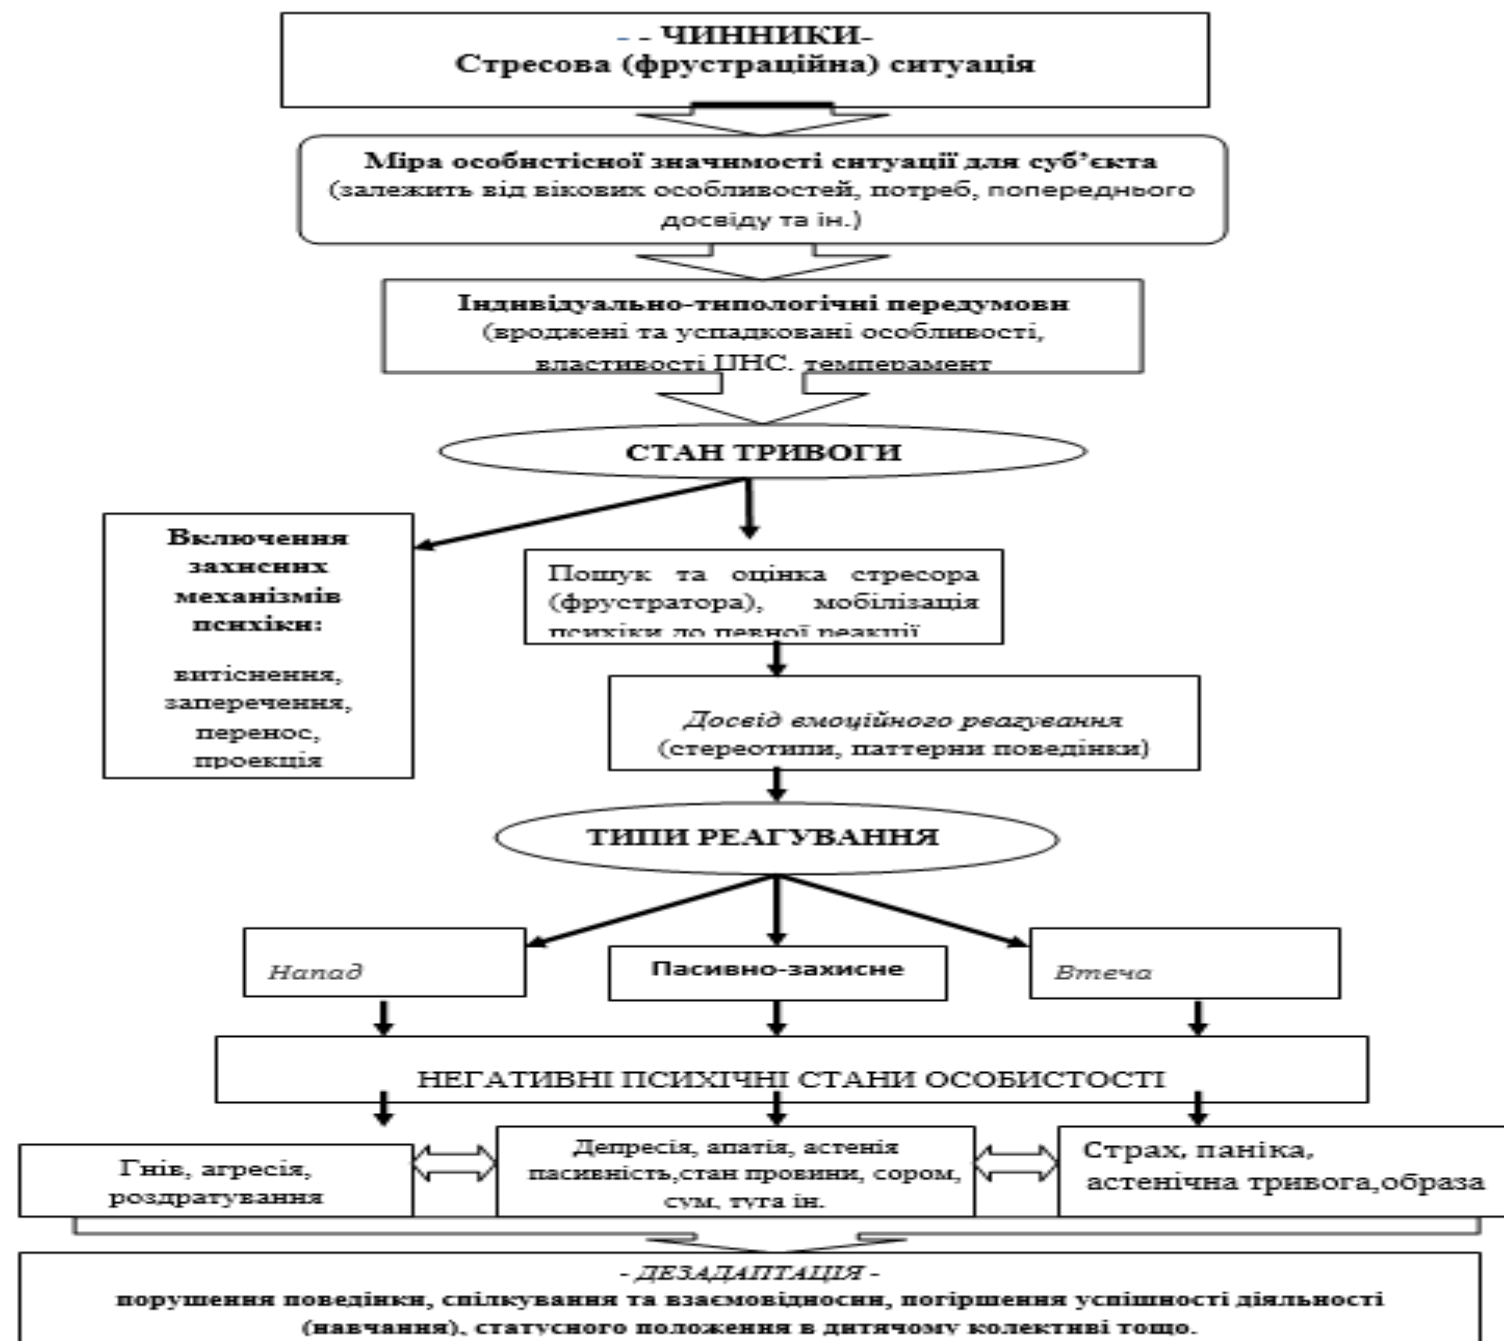 - - ЧИННИКИ-
Стресова (фрустраційна) ситуація
Міра особистісної значимості ситуації для суб’єкта
(залежить від вікових особливостей, потреб, попереднього
досвіду та ін.)
Індивідуально-типологічні передумови
(вроджені та успадковані особливості,
властивості ЦНС. темперамент
СТАН ТРИВОГИ
Включення
захисних
механізмів
психіки:
витіснення,
заперечення,
перенос,
проекція
Пошук та оцінка стресора
(фрустратора), мобілізація
психіки до певної реакції
Досвід емоційного реагування
(стереотипи, паттерни поведінки)
ТИПИ РЕАГУВАННЯ
Напад
Пасивно-захисне
Втеча
НЕГАТИВНІ ПСИХІЧНІ СТАНИ ОСОБИСТОСТІ
Гнів, агресія,
роздратування
Депресія, апатія, астенія
пасивність,стан провини, сором,
сум, туга ін.
Страх, паніка,
астенічна тривога,образа
- ДЕЗАДАПТАЦІЯ -
порушення поведінки, спілкування та взаємовідносин, погіршення успішності діяльності
(навчання), статусного положення в дитячому колективі тощо.